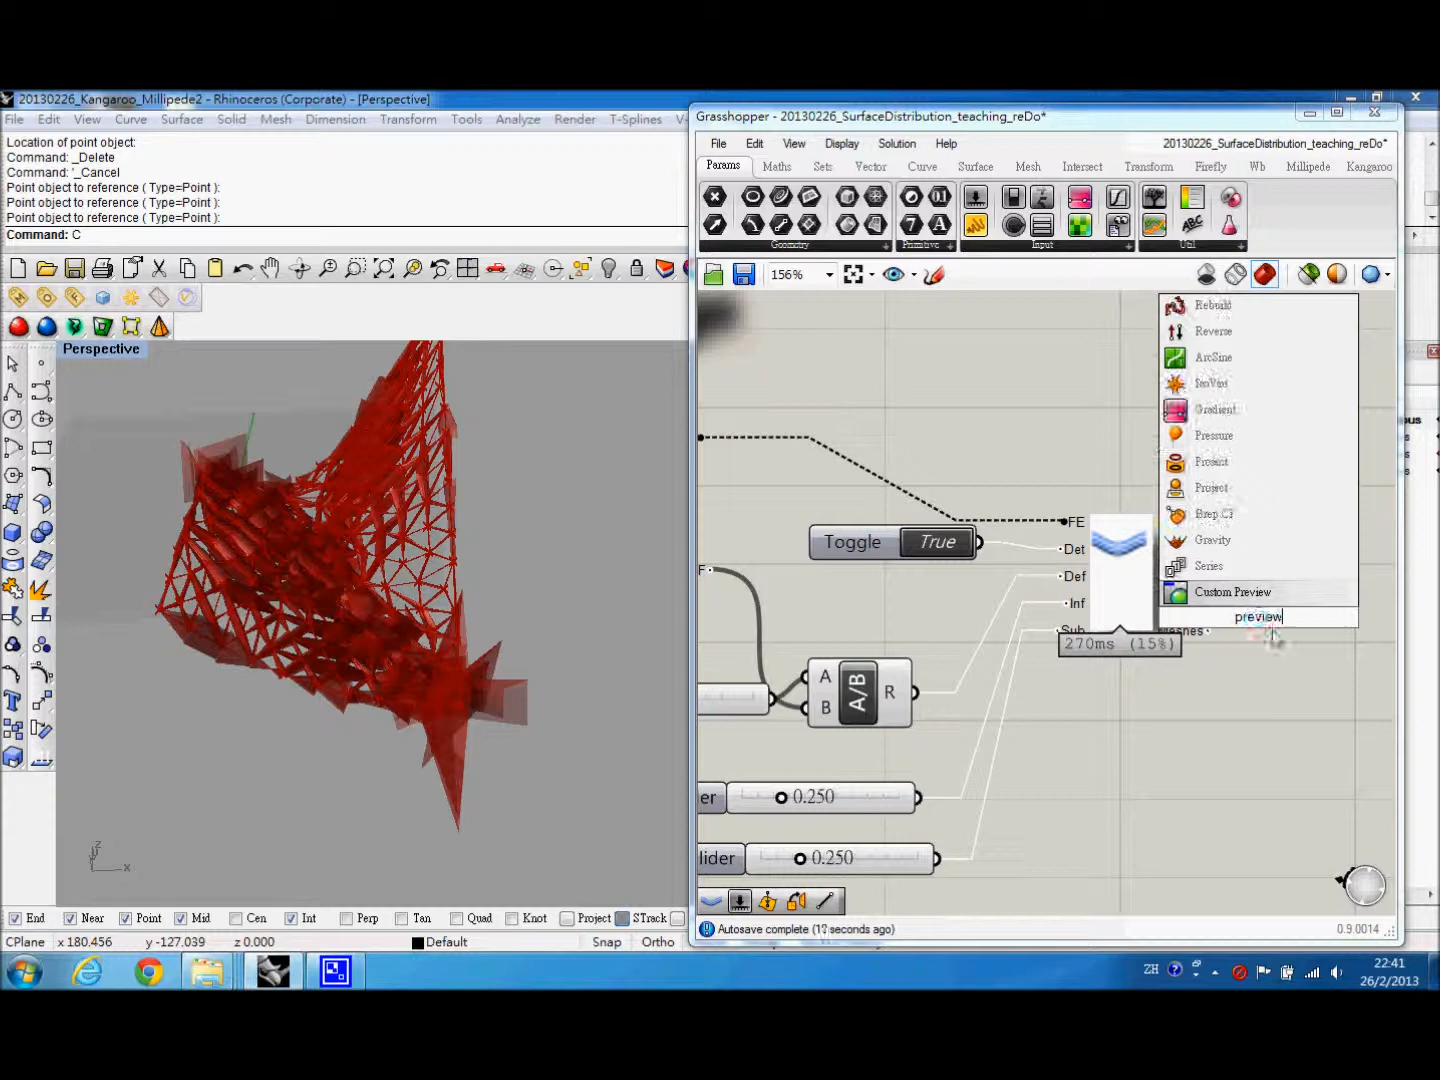 20130226_Kangaroo_Millipede2 - Rhinoceros (Corporate) - [Perspective]
File Edit View Curve Surface Solid Mesh Dimension Transform Tools Analyze Render T-Splines
Location of point object:
Command: _Delete
Command: '_Cancel
Point object to reference ( Type=Point ):
Point object to reference ( Type=Point ):
Point object to reference ( Type=Point ):
Command: C
Perspective
z
y
x
End Near Point Mid Cen Int Perp Tan Quad Knot Project STrack
CPlane x 180.456 y -127.039 z 0.000 Default Snap Ortho
Grasshopper - 20130226_SurfaceDistribution_teaching_reDo*
File Edit View Display Solution Help 20130226_SurfaceDistribution_teaching_reDo*
Params Maths Sets Vector Curve Surface Mesh Intersect Transform Firefly Wb Millipede Kangaroo
Geometry Primitive Input Util
156%
Rebuild
Reverse
ArcSine
Gradient
Pressure
Present
Project
Brep CP
Gravity
Series
Custom Preview
preview
FE
Toggle True Det
Def
Inf
Sub
270ms (15%)
F
A
B
A/B
R
er 0.250
lider 0.250
Autosave complete (13 seconds ago) 0.9.0014
ZH
22:41
26/2/2013